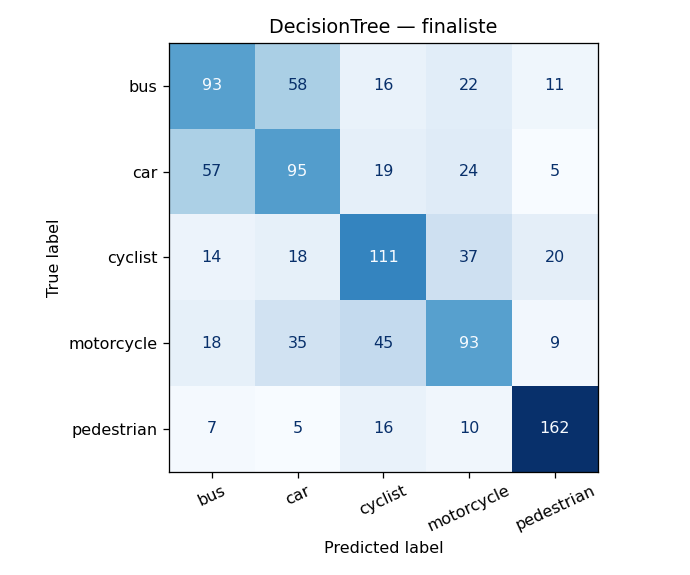 DecisionTree — finaliste
bus 93 58 16 22 11
car 57 95 19 24 5
cyclist 14 18 111 37 20
motorcycle 18 35 45 93 9
pedestrian 7 5 16 10 162
True label
bus car cyclist motorcycle pedestrian
Predicted label